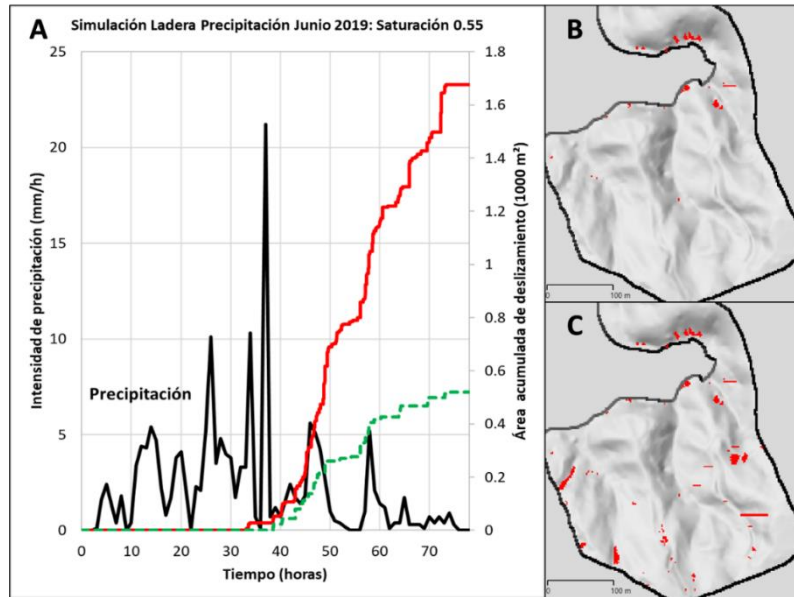 A
Simulación Ladera Precipitación Junio 2019: Saturación 0.55
Intensidad de precipitación (mm/h)
25
20
15
10
5
0
Precipitación
0 10 20 30 40 50 60 70
Tiempo (horas)
1.8
1.6
1.4
1.2
1
0.8
0.6
0.4
0.2
0
Área acumulada de deslizamiento (1000 m²)
B
0 100 m
C
0 100 m